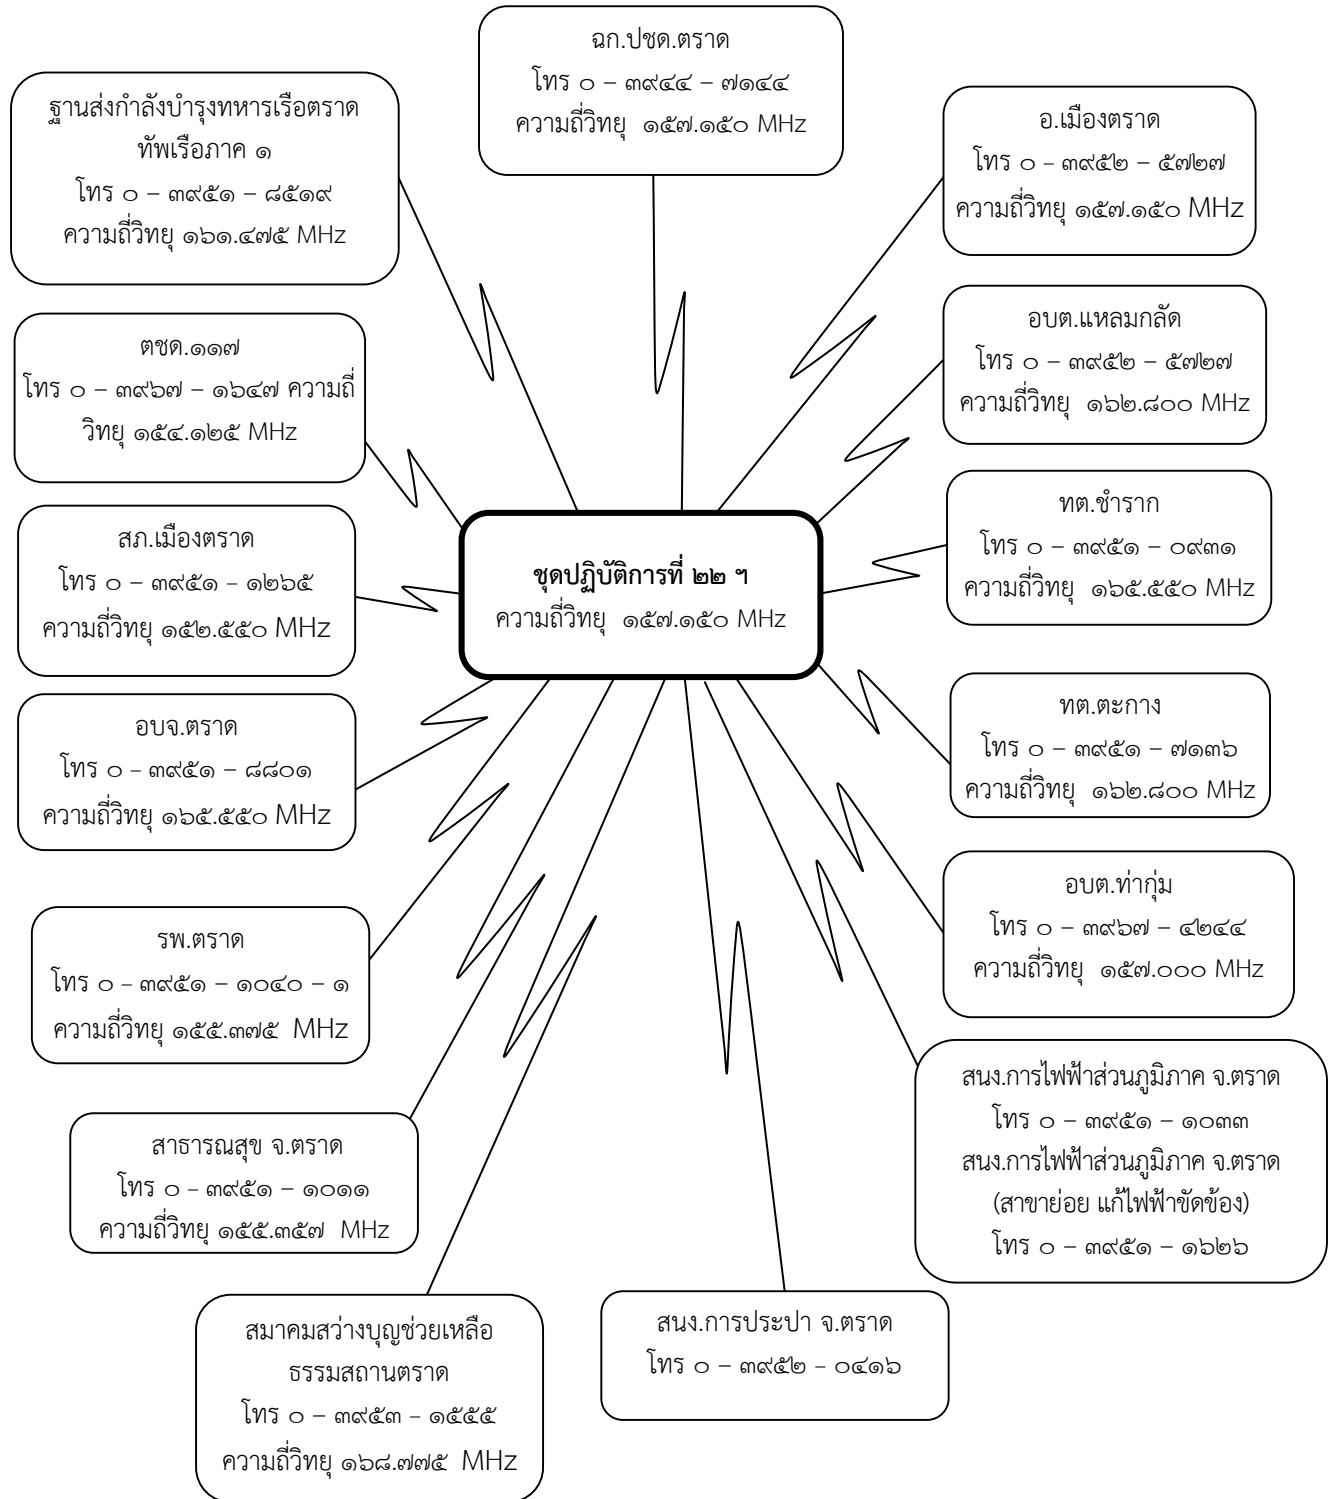 ฉก.ปชด.ตราด
โทร ๐ – ๓๙๔๔ – ๗๑๔๔
ความถี่วิทยุ ๑๕๗.๑๕๐ MHz
ฐานส่งกำลังบำรุงทหารเรือตราด
ทัพเรือภาค ๑
โทร ๐ – ๓๙๕๑ – ๘๕๑๙
ความถี่วิทยุ ๑๖๑.๔๗๕ MHz
อ.เมืองตราด
โทร ๐ - ๓๙๕๒ – ๕๗๒๗
ความถี่วิทยุ ๑๕๗.๑๕๐ MHz
ตชด.๑๑๗
โทร ๐ – ๓๙๖๗ – ๑๖๔๗ ความถี่
วิทยุ ๑๕๔.๑๒๕ MHz
อบต.แหลมกลัด
โทร ๐ – ๓๙๕๒ – ๕๗๒๗
ความถี่วิทยุ ๑๖๒.๘๐๐ MHz
สภ.เมืองตราด
โทร ๐ – ๓๙๕๑ - ๑๒๖๕
ความถี่วิทยุ ๑๕๒.๕๕๐ MHz
ทต.ชำราก
โทร ๐ – ๓๙๕๑ – ๐๙๓๑
ความถี่วิทยุ ๑๖๕.๕๕๐ MHz
ชุดปฏิบัติการที่ ๒๒ ฯ
ความถี่วิทยุ ๑๕๗.๑๕๐ MHz
อบจ.ตราด
โทร ๐ - ๓๙๕๑ – ๘๘๐๑
ความถี่วิทยุ ๑๖๕.๕๕๐ MHz
ทต.ตะกาง
โทร ๐ – ๓๙๕๑ – ๗๑๓๖
ความถี่วิทยุ ๑๖๒.๘๐๐ MHz
รพ.ตราด
โทร ๐ - ๓๙๕๑ – ๑๐๔๐ – ๑
ความถี่วิทยุ ๑๕๕.๓๗๕ MHz
อบต.ท่ากุ่ม
โทร ๐ – ๓๙๖๗ – ๔๒๔๔
ความถี่วิทยุ ๑๕๗.๐๐๐ MHz
สาธารณสุข จ.ตราด
โทร ๐ - ๓๙๕๑ – ๑๐๑๑
ความถี่วิทยุ ๑๕๕.๓๕๗ MHz
สนง.การไฟฟ้าส่วนภูมิภาค จ.ตราด
โทร ๐ – ๓๙๕๑ – ๑๐๓๓
สนง.การไฟฟ้าส่วนภูมิภาค จ.ตราด
(สาขาย่อย แก้ไฟฟ้าขัดข้อง)
โทร ๐ – ๓๙๕๑ – ๑๖๒๖
สมาคมสว่างบุญช่วยเหลือ
ธรรมสถานตราด
โทร ๐ – ๓๙๕๓ - ๑๕๕๕
ความถี่วิทยุ ๑๖๘.๗๗๕ MHz
สนง.การประปา จ.ตราด
โทร ๐ – ๓๙๕๒ - ๐๔๑๖